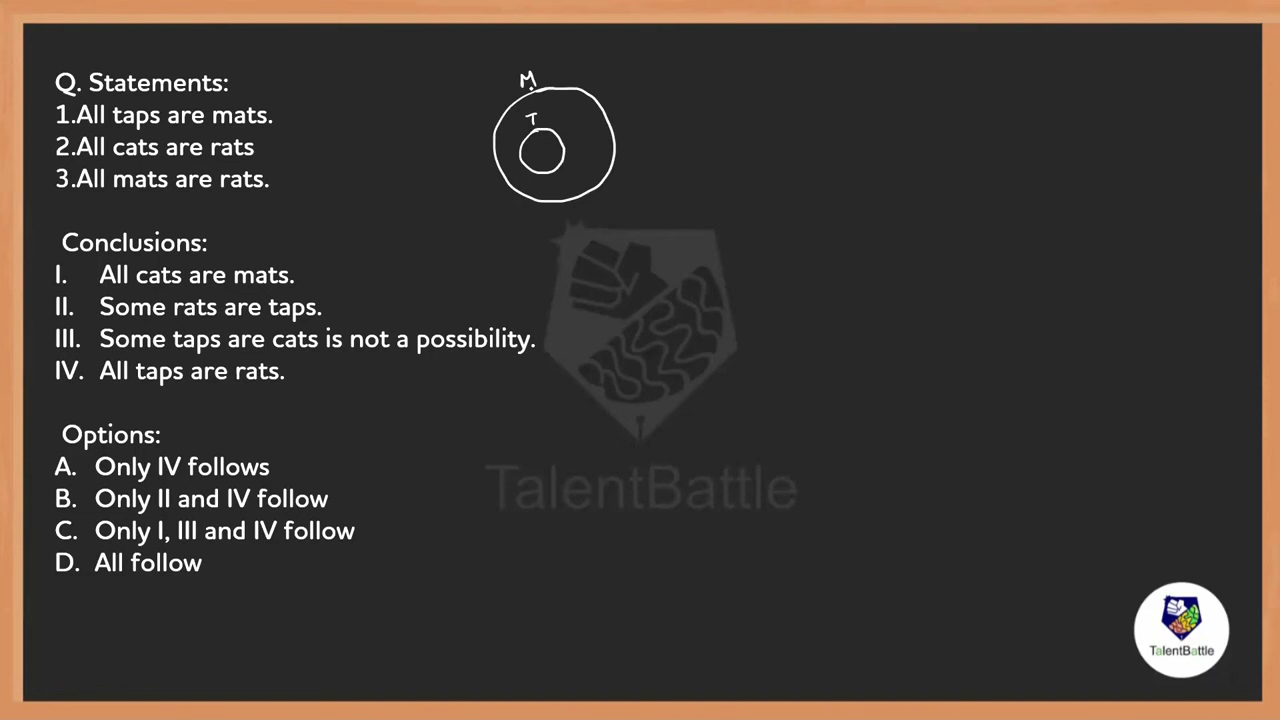 Q. Statements:
1.All taps are mats.
2.All cats are rats
3.All mats are rats.
M
T
Conclusions:
I. All cats are mats.
II. Some rats are taps.
III. Some taps are cats is not a possibility.
IV. All taps are rats.
Options:
A. Only IV follows
B. Only II and IV follow
C. Only I, III and IV follow
D. All follow
TalentBattle
TalentBattle